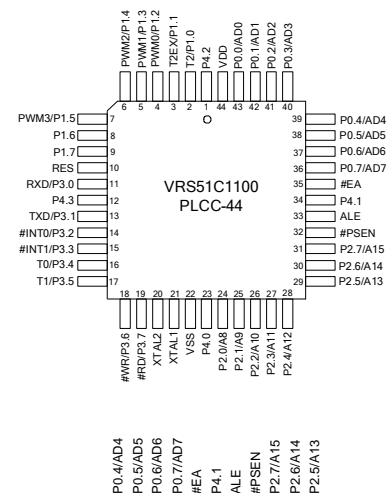 PWM2/P1.4
PWM1/P1.3
PWM0/P1.2
T2EX/P1.1
T2/P1.0
P4.2
VDD
P0.0/AD0
P0.1/AD1
P0.2/AD2
P0.3/AD3
6 5 4 3 2 1 44 43 42 41 40
PWM3/P1.5 7
P1.6 8
P1.7 9
RES 10
RXD/P3.0 11
P4.3 12
TXD/P3.1 13
#INT0/P3.2 14
#INT1/P3.3 15
T0/P3.4 16
T1/P3.5 17
VRS51C1100
PLCC-44
39 P0.4/AD4
38 P0.5/AD5
37 P0.6/AD6
36 P0.7/AD7
35 #EA
34 P4.1
33 ALE
32 #PSEN
31 P2.7/A15
30 P2.6/A14
29 P2.5/A13
18 19 20 21 22 23 24 25 26 27 28
#WR/P3.6
#RD/P3.7
XTAL2
XTAL1
VSS
P4.0
P2.0/A8
P2.1/A9
P2.2/A10
P2.3/A11
P2.4/A12
P0.4/AD4
P0.5/AD5
P0.6/AD6
P0.7/AD7
#EA
P4.1
ALE
#PSEN
P2.7/A15
P2.6/A14
P2.5/A13